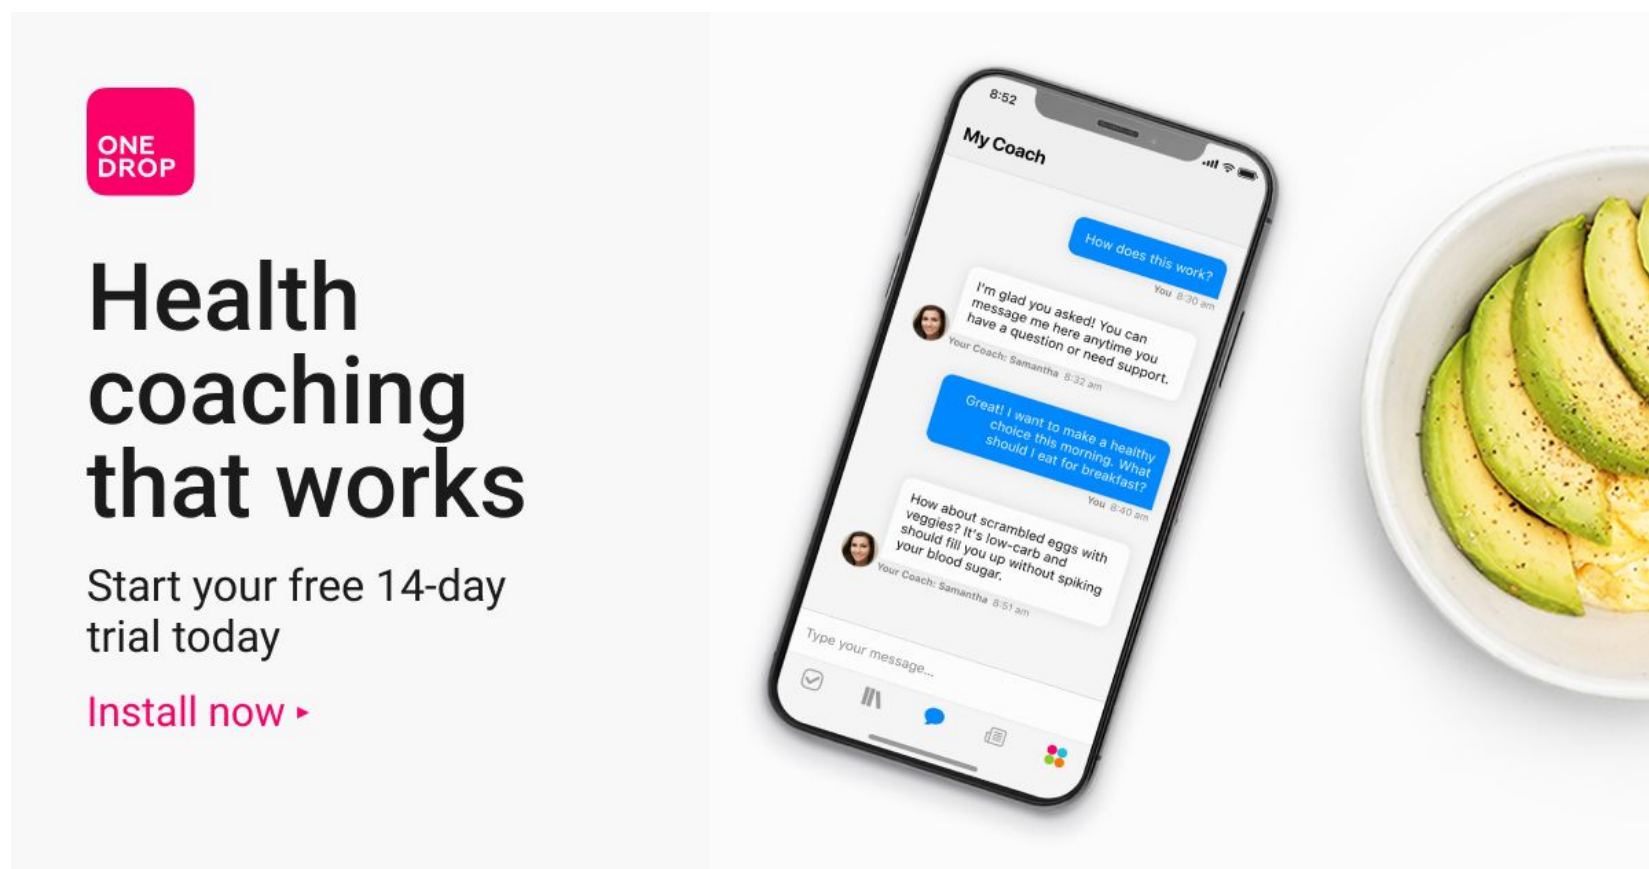 ONE
DROP
Health
coaching
that works
Start your free 14-day
trial today
Install now ▸
8:52
My Coach
How does this work?
You 8:30 am
I'm glad you asked! You can
message me here anytime you
have a question or need support.
Your Coach: Samantha 8:32 am
Great! I want to make a healthy
choice this morning. What
should I eat for breakfast?
You 8:40 am
How about scrambled eggs with
veggies? It's low-carb and
should fill you up without spiking
your blood sugar.
Your Coach: Samantha 8:51 am
Type your message...